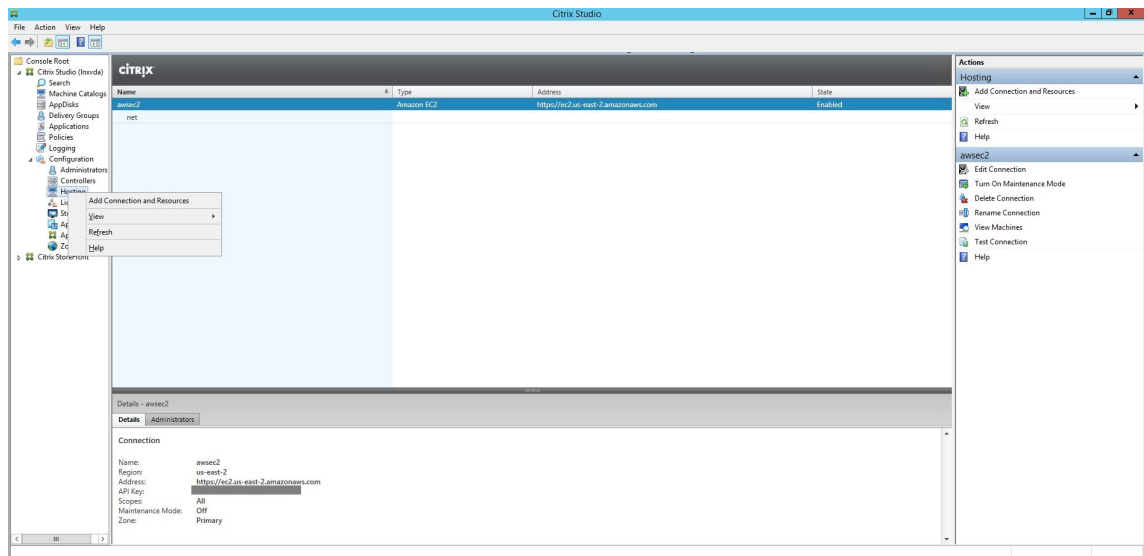 Citrix Studio
File Action View Help
Console Root
Citrix Studio (lnxvda)
Search
Machine Catalogs
AppDisks
Delivery Groups
Applications
Policies
Logging
Configuration
Administrators
Controllers
Hosting
Zo
Citrix StoreFront
Add Connection and Resources
View
Refresh
Help
CITRIX
Name Type Address State
awsec2 Amazon EC2 https://ec2.us-east-2.amazonaws.com Enabled
net
Details - awsec2
Details Administrators
Connection
Name: awsec2
Region: us-east-2
Address: https://ec2.us-east-2.amazonaws.com
API Key:
Scopes: All
Maintenance Mode: Off
Zone: Primary
Actions
Hosting
Add Connection and Resources
View
Refresh
Help
awsec2
Edit Connection
Turn On Maintenance Mode
Delete Connection
Rename Connection
View Machines
Test Connection
Help